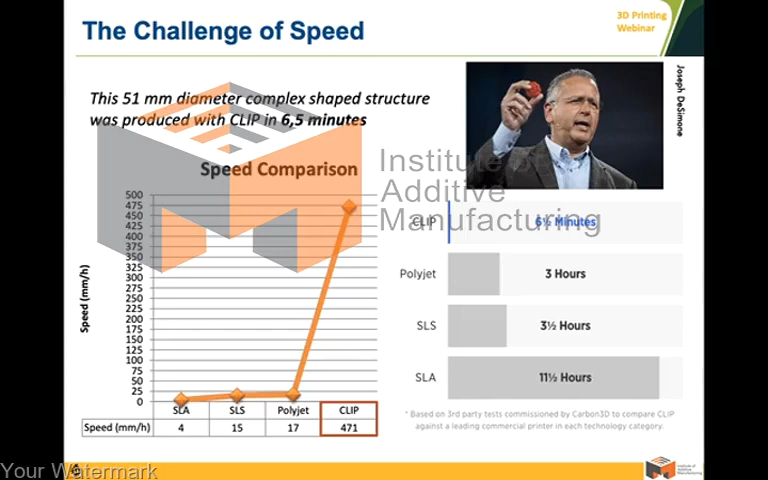 The Challenge of Speed
3D Printing
Webinar
This 51 mm diameter complex shaped structure
was produced with CLIP in 6,5 minutes
Joseph DeSimone
Speed Comparison
Institute of
Additive
Manufacturing
Speed (mm/h)
500
475
450
425
400
375
350
325
300
275
250
225
200
175
150
125
100
75
50
25
0
SLA SLS Polyjet CLIP
Speed (mm/h) 4 15 17 471
CLIP 6½ Minutes
Polyjet 3 Hours
SLS 3½ Hours
SLA 11½ Hours
* Based on 3rd party tests commissioned by Carbon3D to compare CLIP
against a leading commercial printer in each technology category.
Your Watermark
Institute of
Additive
Manufacturing